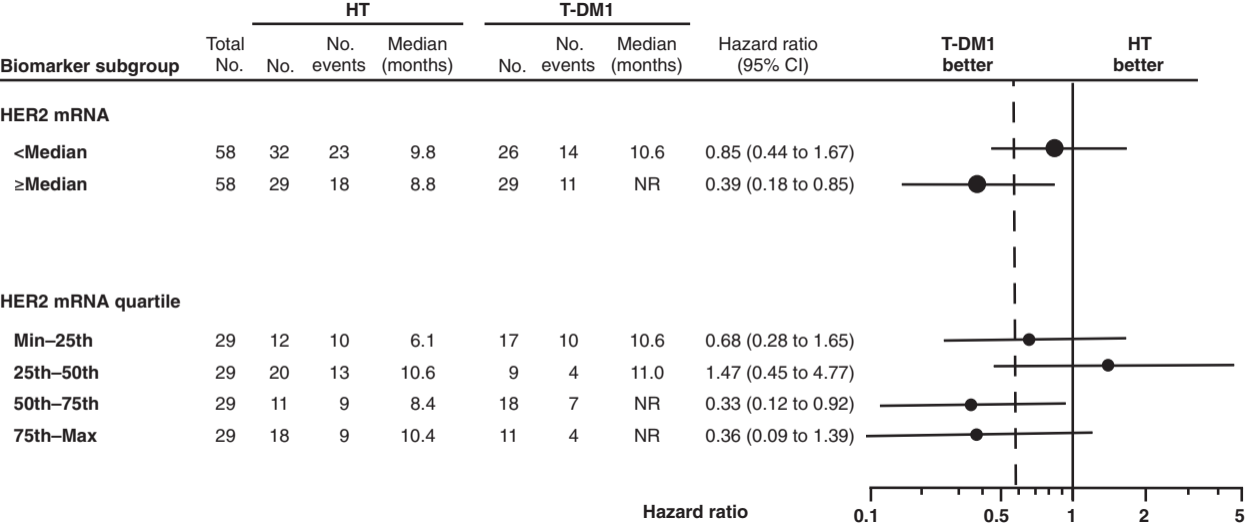 HT T-DM1
Biomarker subgroup Total No. No. No. events Median (months) No. No. events Median (months) Hazard ratio (95% CI) T-DM1 better HT better
HER2 mRNA
<Median 58 32 23 9.8 26 14 10.6 0.85 (0.44 to 1.67)
≥Median 58 29 18 8.8 29 11 NR 0.39 (0.18 to 0.85)
HER2 mRNA quartile
Min–25th 29 12 10 6.1 17 10 10.6 0.68 (0.28 to 1.65)
25th–50th 29 20 13 10.6 9 4 11.0 1.47 (0.45 to 4.77)
50th–75th 29 11 9 8.4 18 7 NR 0.33 (0.12 to 0.92)
75th–Max 29 18 9 10.4 11 4 NR 0.36 (0.09 to 1.39)
Hazard ratio 0.1 0.5 1 2 5